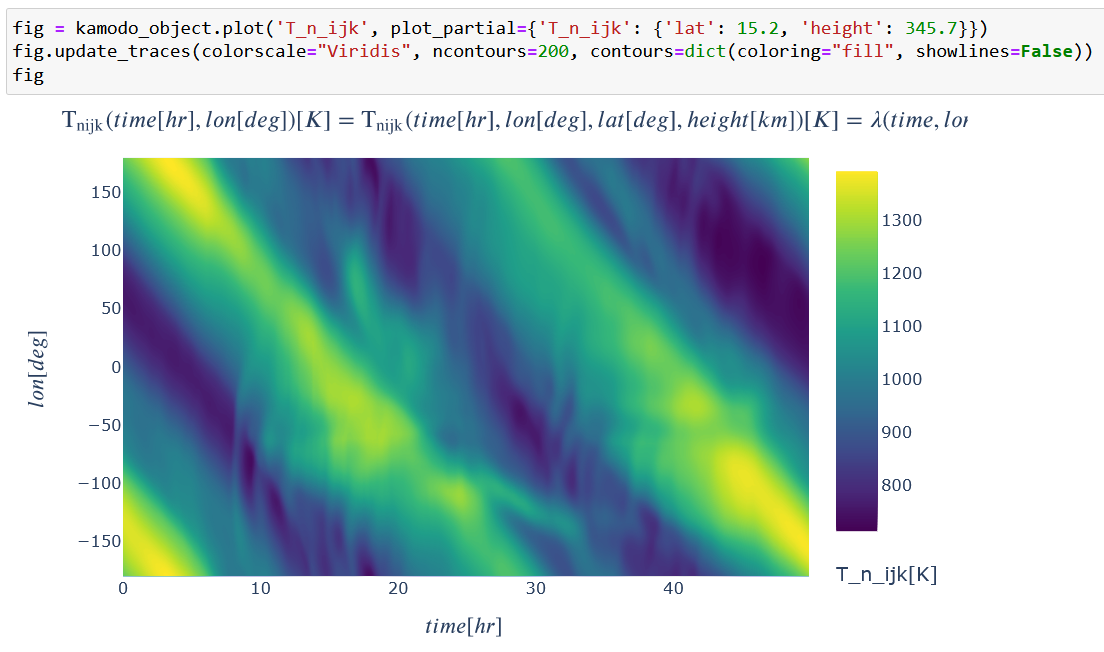 fig = kamodo_object.plot('T_n_ijk', plot_partial={'T_n_ijk': {'lat': 15.2, 'height': 345.7}})
fig.update_traces(colorscale="Viridis", ncontours=200, contours=dict(coloring="fill", showlines=False))
fig
Tnijk(time[hr], lon[deg])[K] = Tnijk(time[hr], lon[deg], lat[deg], height[km])[K] = λ(time, lon
150
100
50
0
−50
−100
−150
lon[deg]
0 10 20 30 40
time[hr]
1300
1200
1100
1000
900
800
T_n_ijk[K]